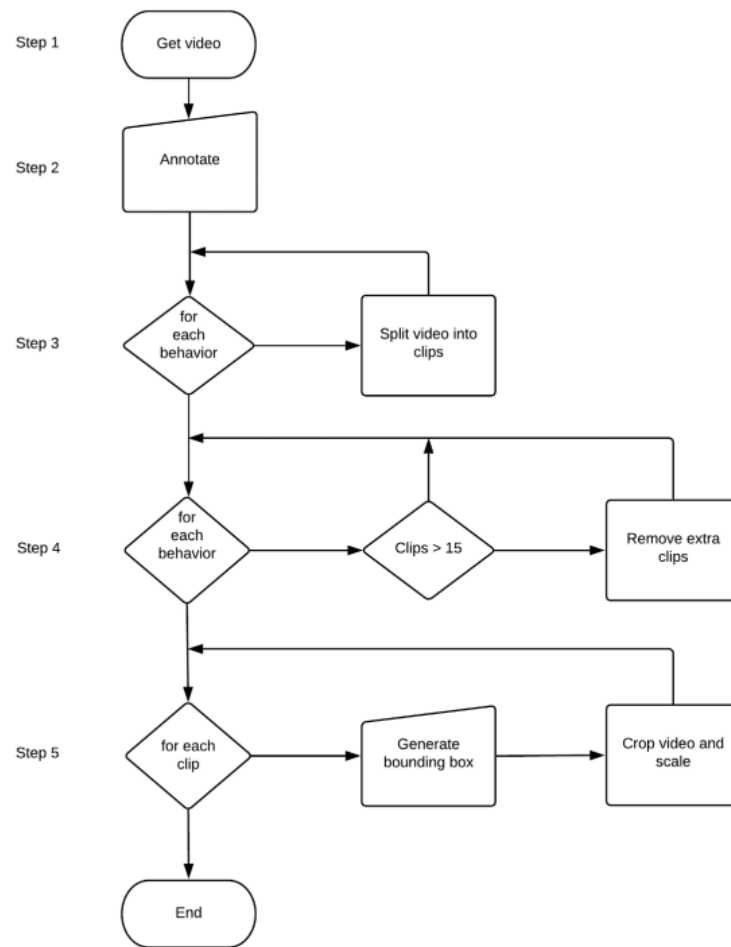 Step 1
Get video
Step 2
Annotate
Step 3
for
each
behavior
Split video into
clips
Step 4
for
each
behavior
Clips > 15
Remove extra
clips
Step 5
for each
clip
Generate
bounding box
Crop video and
scale
End